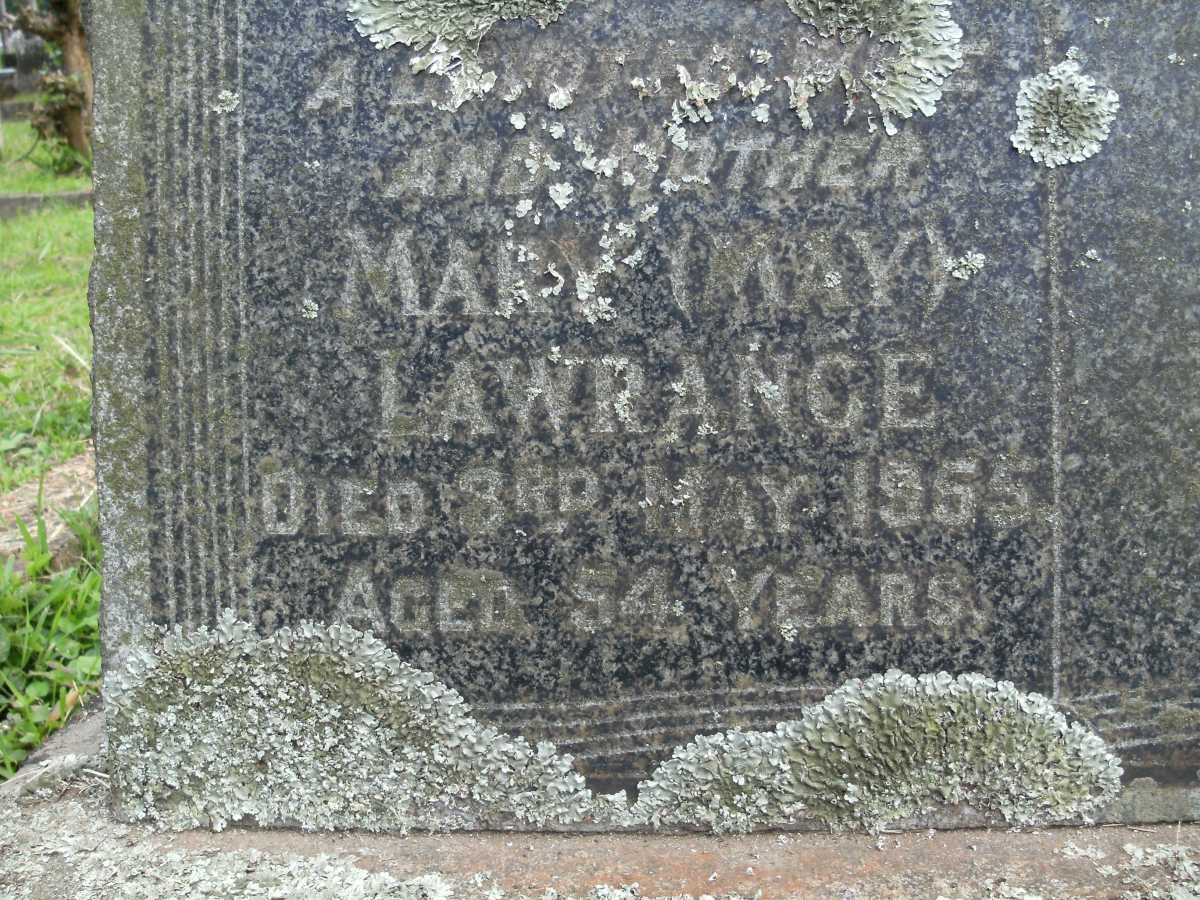 AND MOTHER
MARY (MAY)
LAWRANCE
DIED 3RD MAY 1955
AGED 54 YEARS.